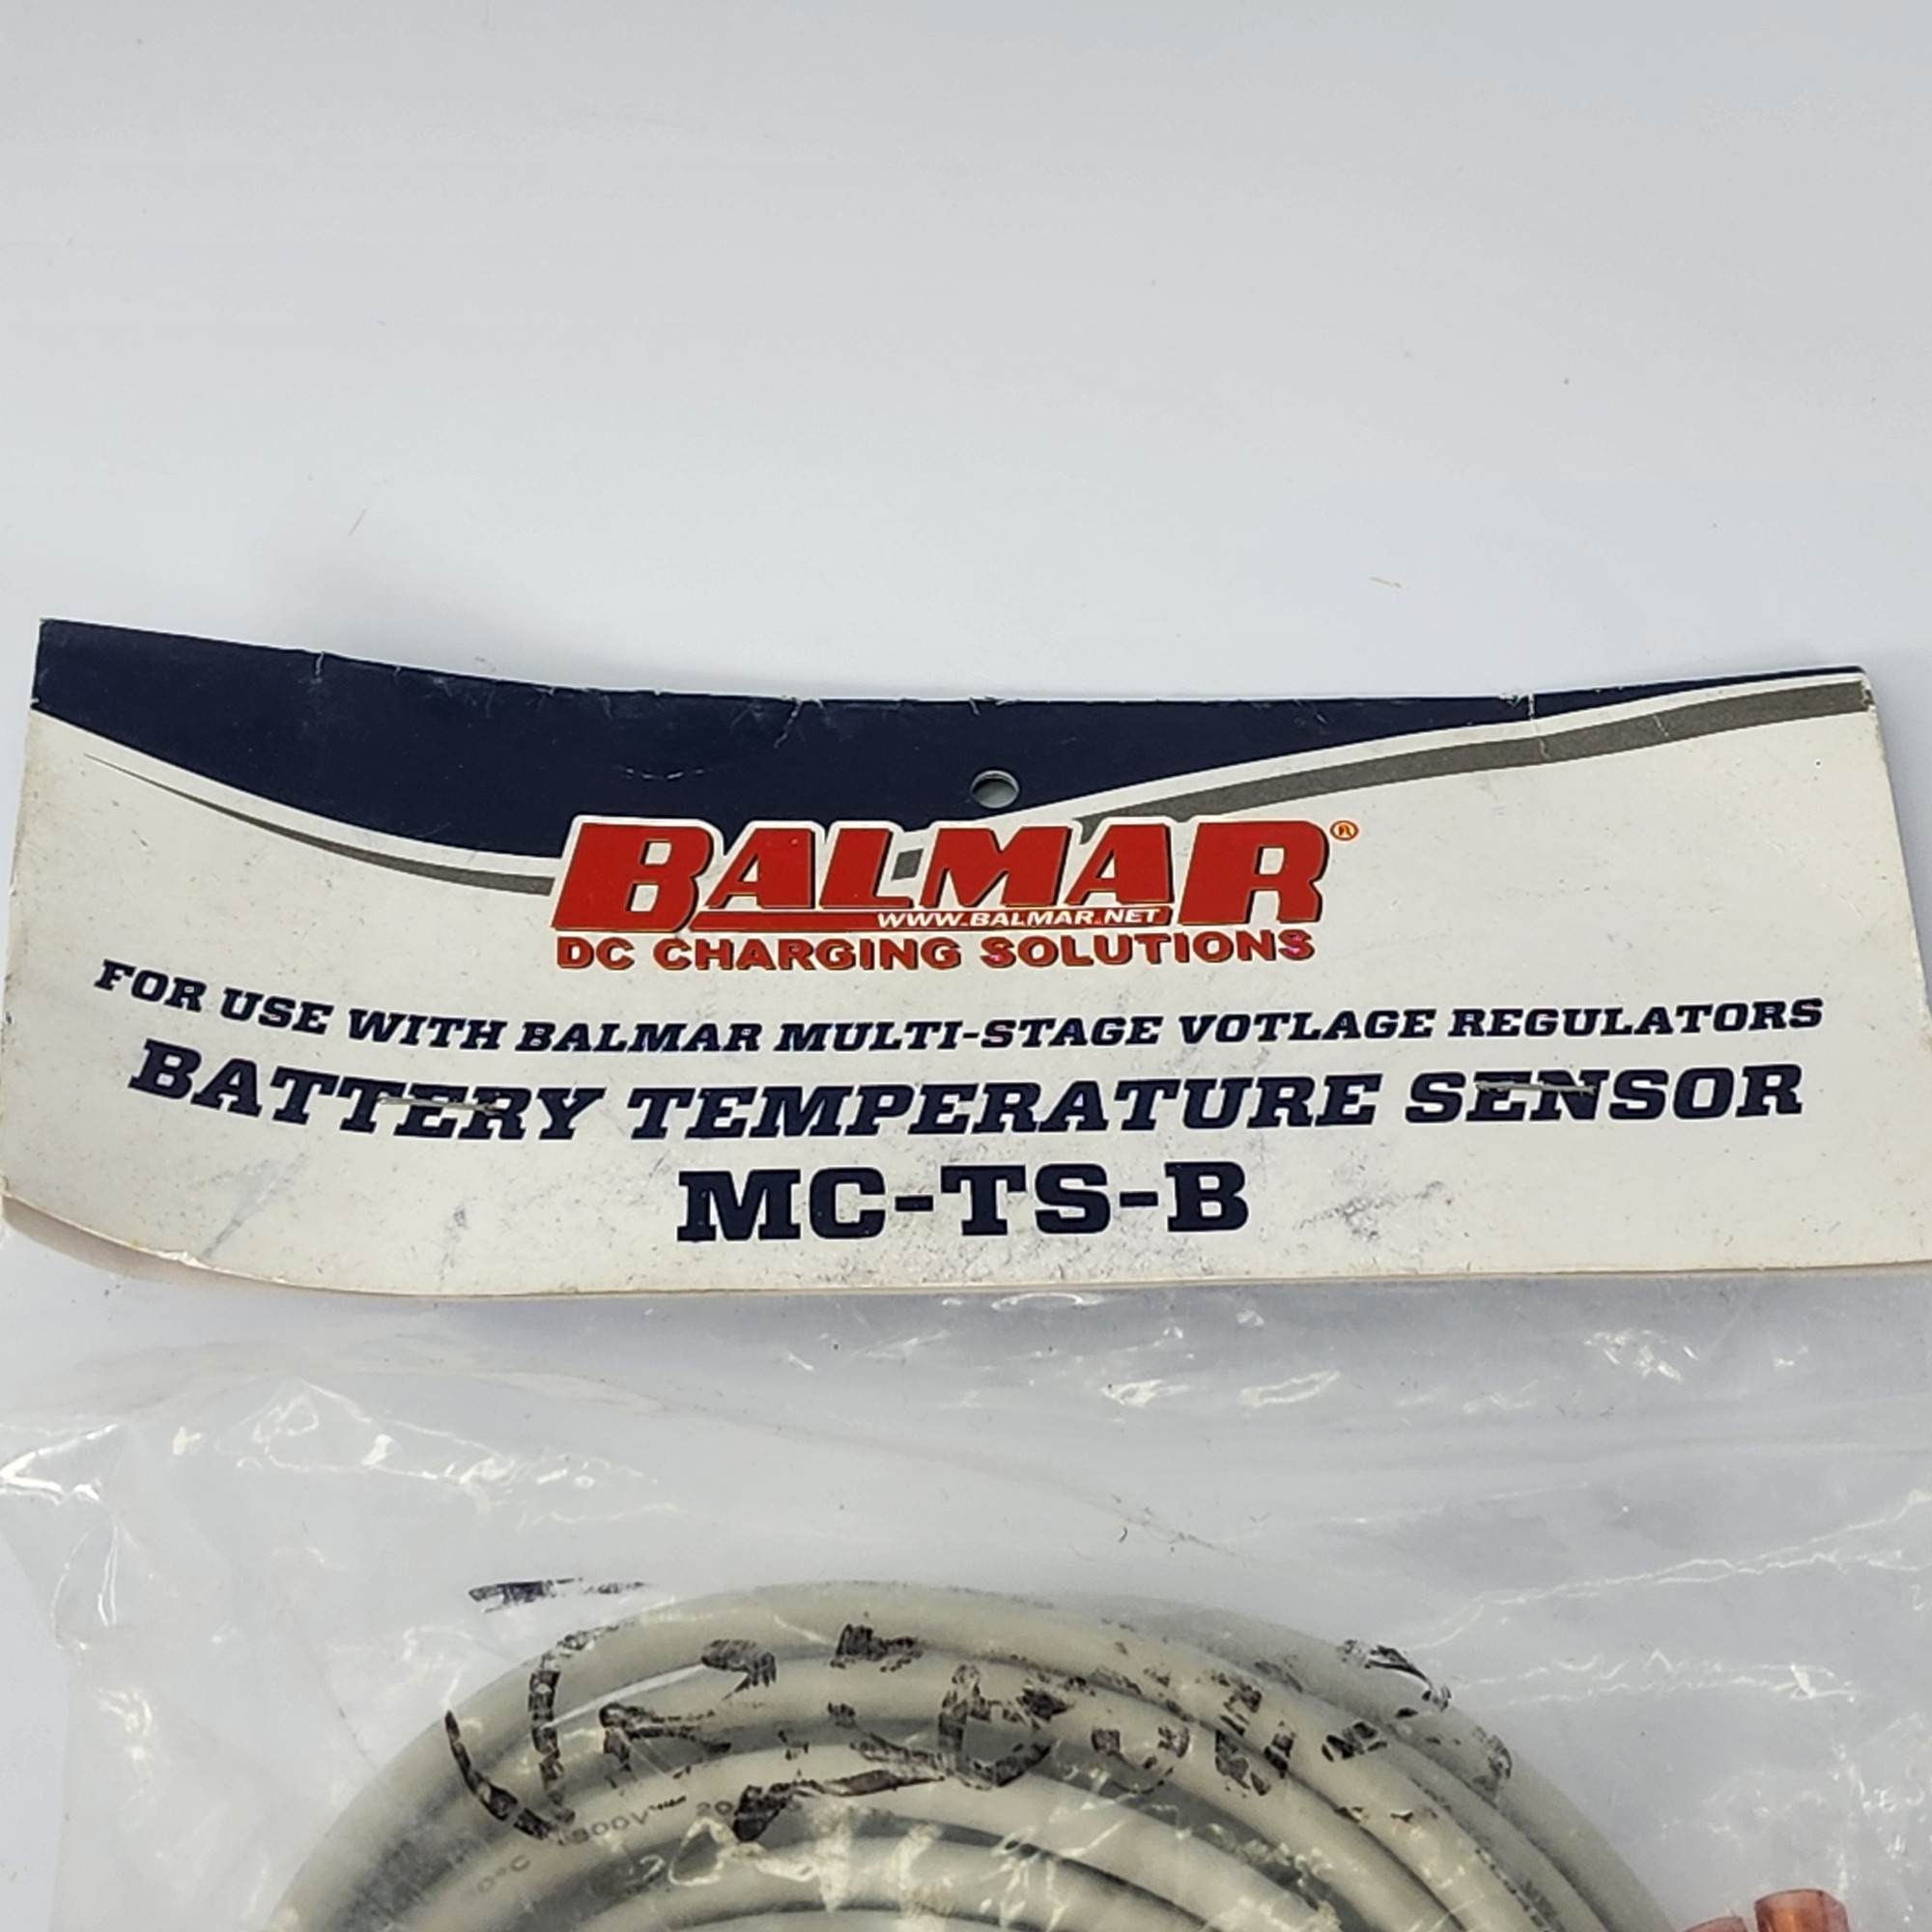 BALMAR®
WWW.BALMAR.NET
DC CHARGING SOLUTIONS
FOR USE WITH BALMAR MULTI-STAGE VOTLAGE REGULATORS
BATTERY TEMPERATURE SENSOR
MC-TS-B
300V